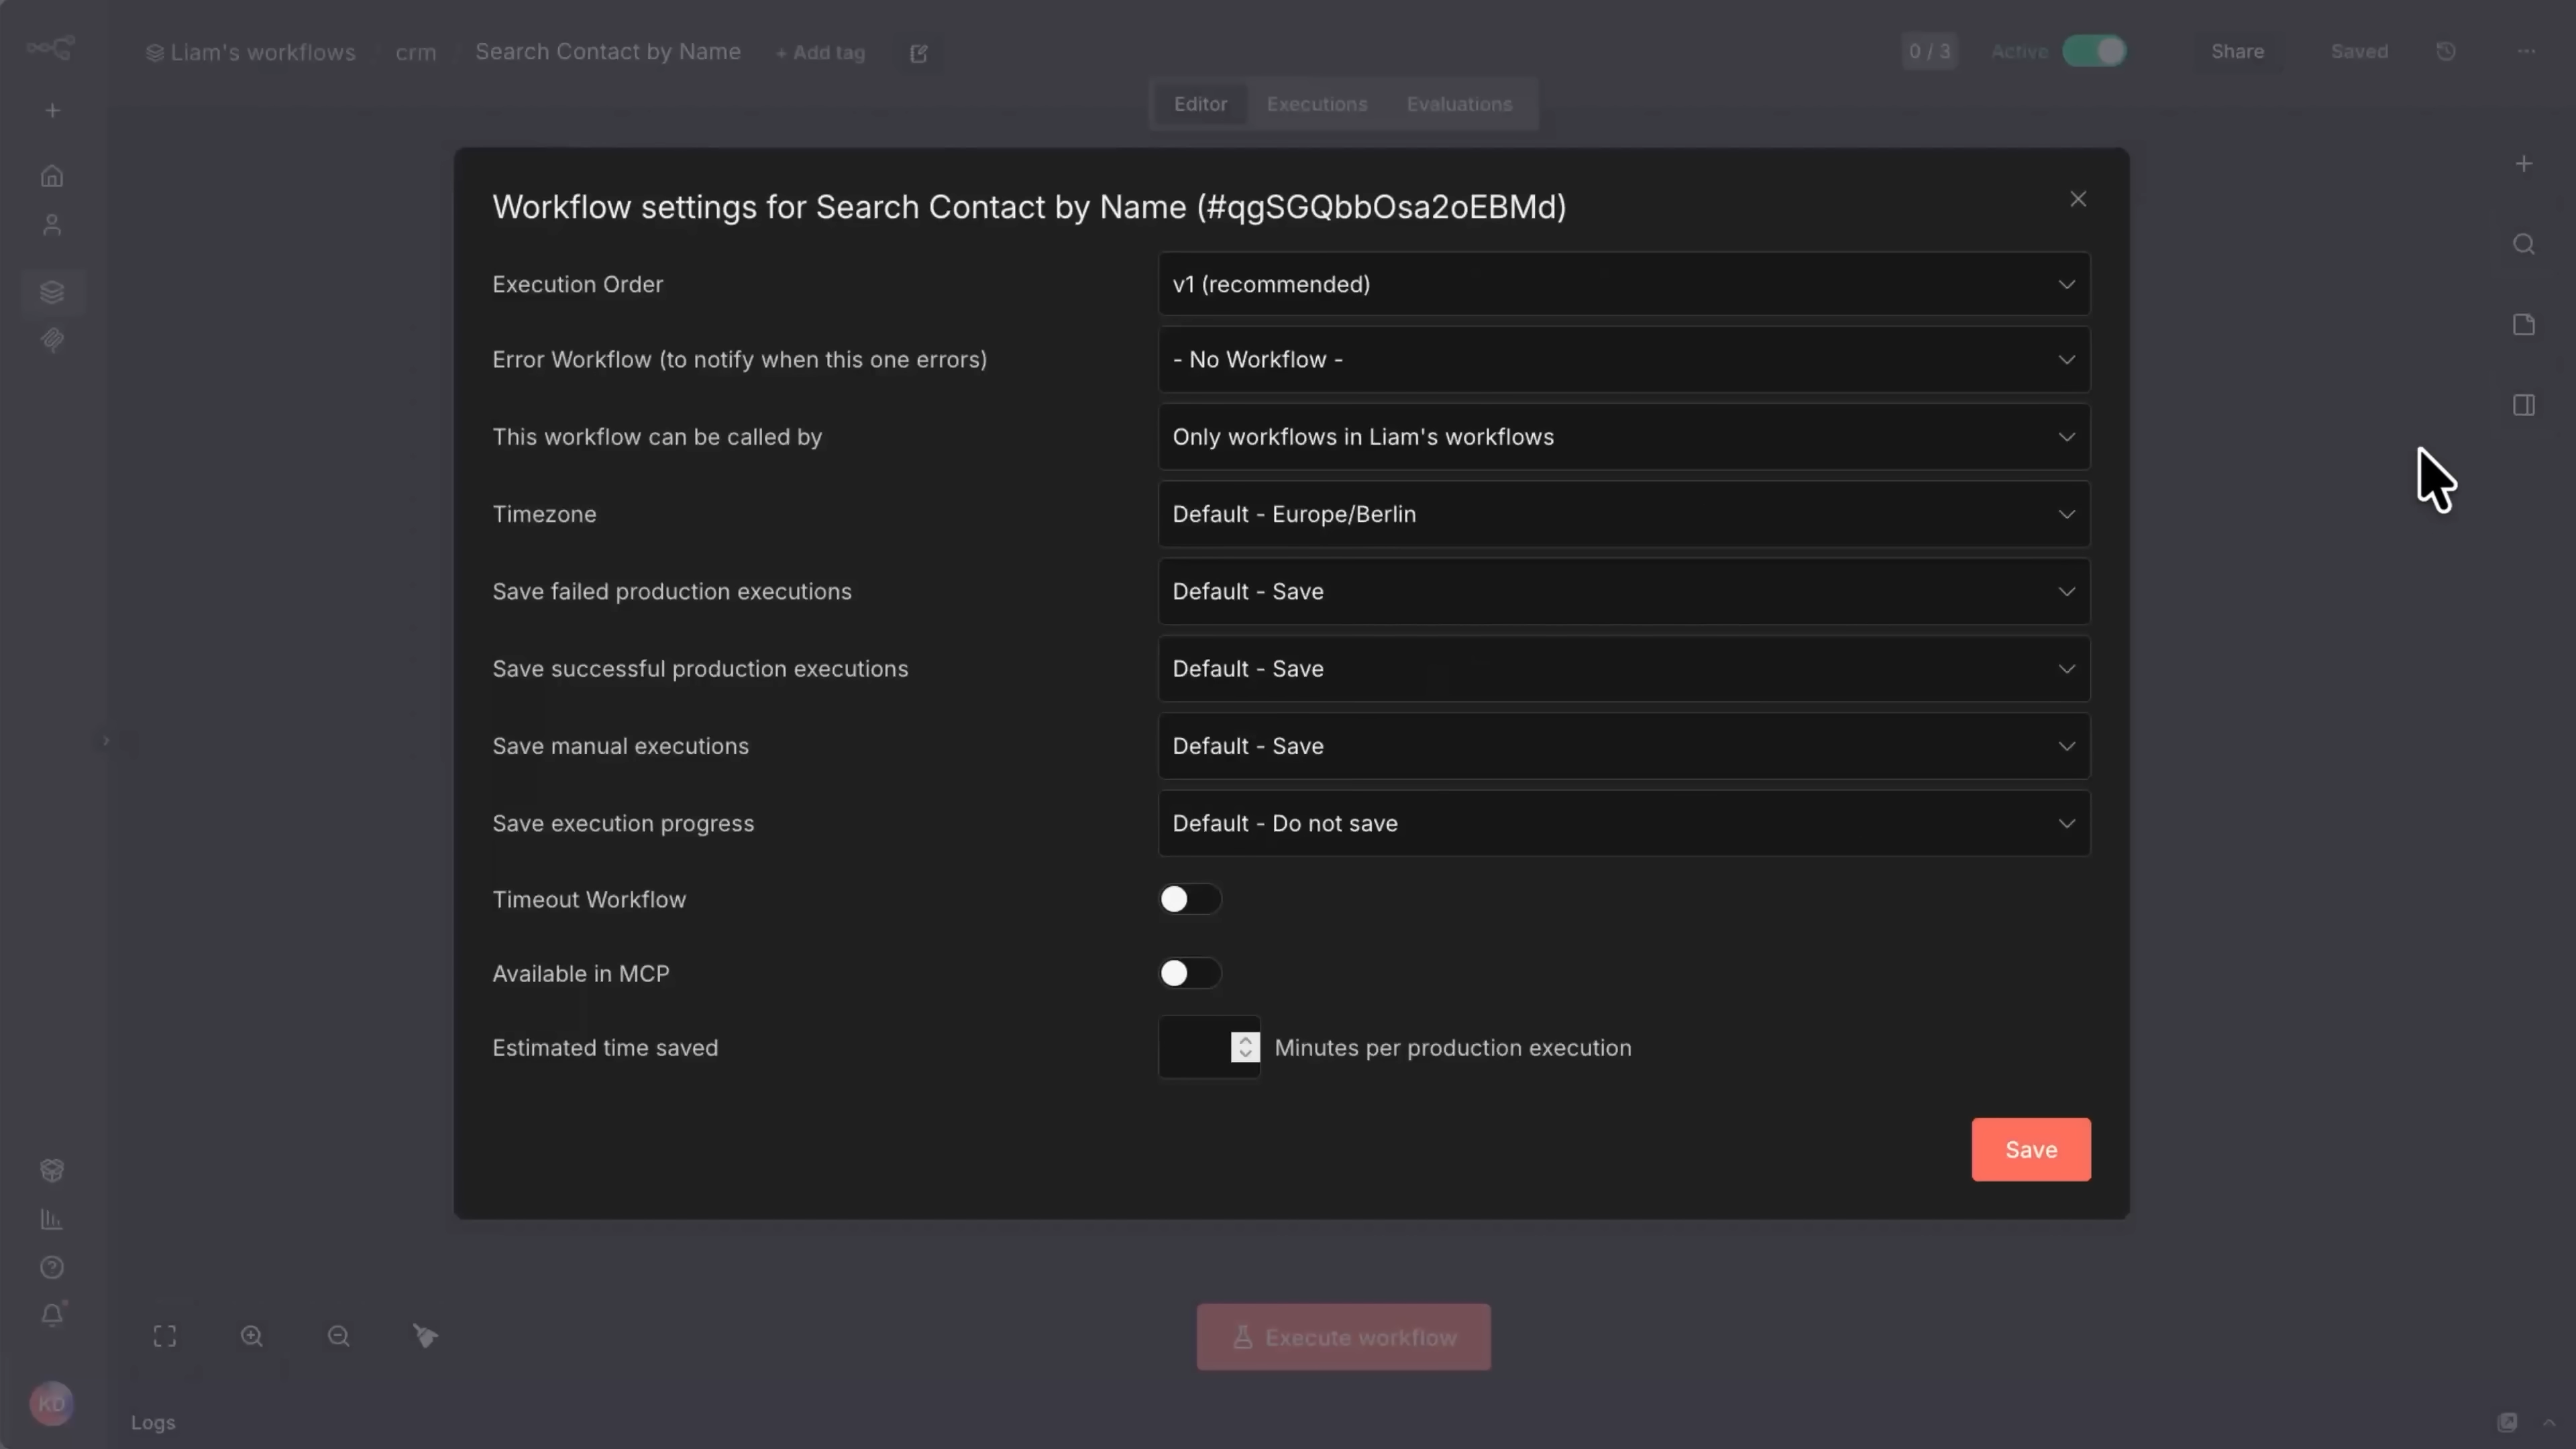 Liam's workflows crm Search Contact by Name + Add tag 0 / 3 Active Share Saved
Editor Executions Evaluations
Workflow settings for Search Contact by Name (#qgSGQbbOsa2oEBMd)
Execution Order v1 (recommended)
Error Workflow (to notify when this one errors) - No Workflow -
This workflow can be called by Only workflows in Liam's workflows
Timezone Default - Europe/Berlin
Save failed production executions Default - Save
Save successful production executions Default - Save
Save manual executions Default - Save
Save execution progress Default - Do not save
Timeout Workflow
Available in MCP
Estimated time saved Minutes per production execution
Save
Execute workflow
KD
Logs